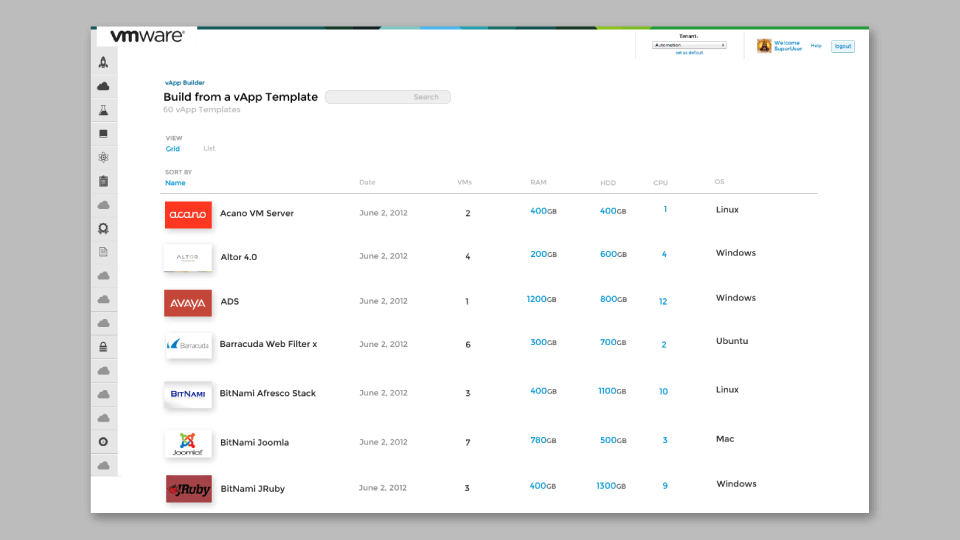 vmware®
Tenant:
Automation
set as default
Welcome
SuperUser
Help
logout
vApp Builder
Build from a vApp Template
Search
60 vApp Templates
VIEW
Grid List
SORT BY
Name Date VMs RAM HDD CPU OS
acano Acano VM Server June 2, 2012 2 400GB 400GB 1 Linux
ALTOR Altor 4.0 June 2, 2012 4 200GB 600GB 4 Windows
AVAYA ADS June 2, 2012 1 1200GB 800GB 12 Windows
Barracuda Barracuda Web Filter x June 2, 2012 6 300GB 700GB 2 Ubuntu
BITNAMI BitNami Afresco Stack June 2, 2012 3 400GB 1100GB 10 Linux
Joomla! BitNami Joomla June 2, 2012 7 780GB 500GB 3 Mac
JRuby BitNami JRuby June 2, 2012 3 400GB 1300GB 9 Windows